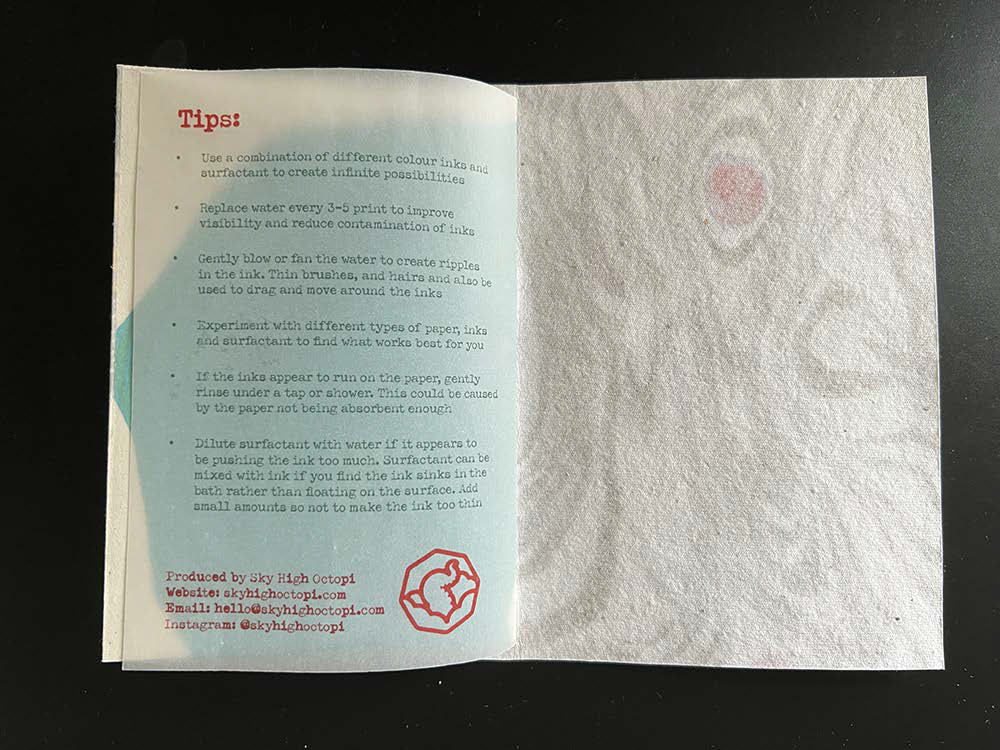 Tips:
• Use a combination of different colour inks and
surfactant to create infinite possibilities
• Replace water every 3-5 print to improve
visibility and reduce contamination of inks
• Gently blow or fan the water to create ripples
in the ink. Thin brushes, and hairs and also be
used to drag and move around the inks
• Experiment with different types of paper, inks
and surfactant to find what works best for you
• If the inks appear to run on the paper, gently
rinse under a tap or shower. This could be caused
by the paper not being absorbent enough
• Dilute surfactant with water if it appears to
be pushing the ink too much. Surfactant can be
mixed with ink if you find the ink sinks in the
bath rather than floating on the surface. Add
small amounts so not to make the ink too thin
Produced by Sky High Octopi
Website: skyhighoctopi.com
Email: hello@skyhighoctopi.com
Instagram: @skyhighoctopi